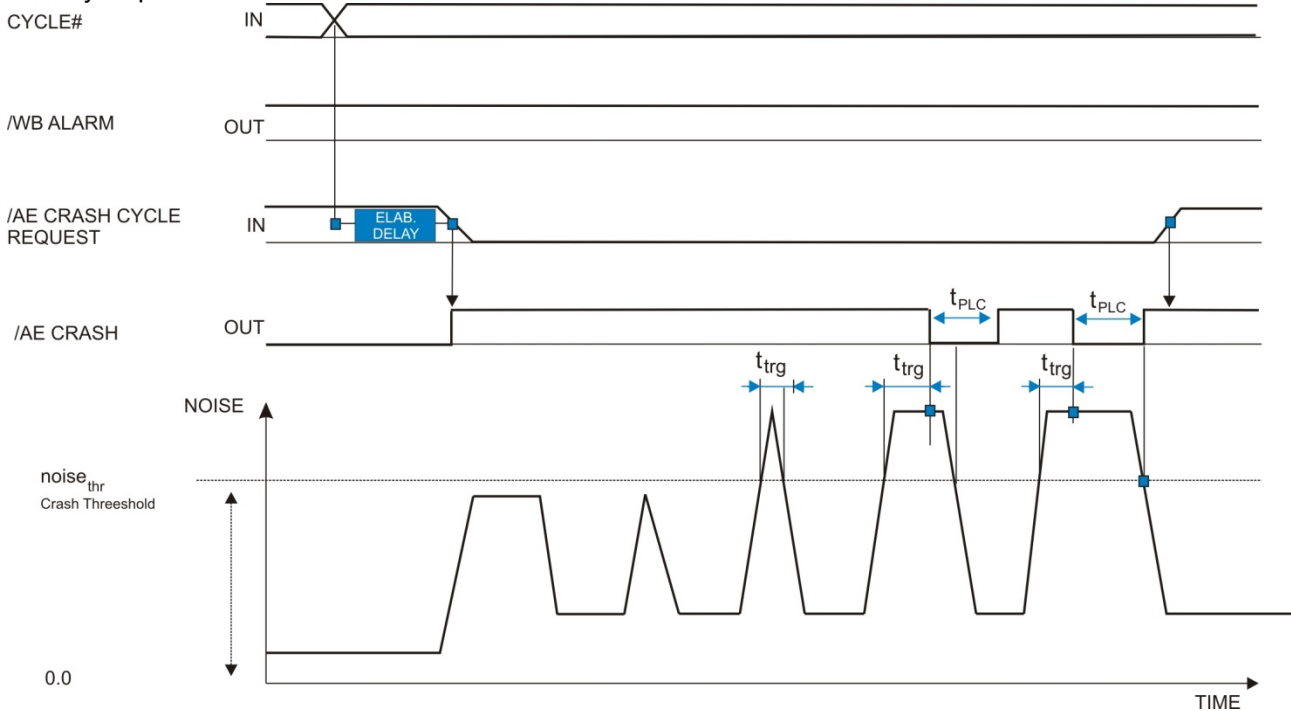 CYCLE#
IN
/WB ALARM
OUT
/AE CRASH CYCLE
REQUEST
IN
ELAB.
DELAY
/AE CRASH
OUT
tPLC
tPLC
ttrg
ttrg
ttrg
NOISE
noisethr
Crash Threeshold
0.0
TIME